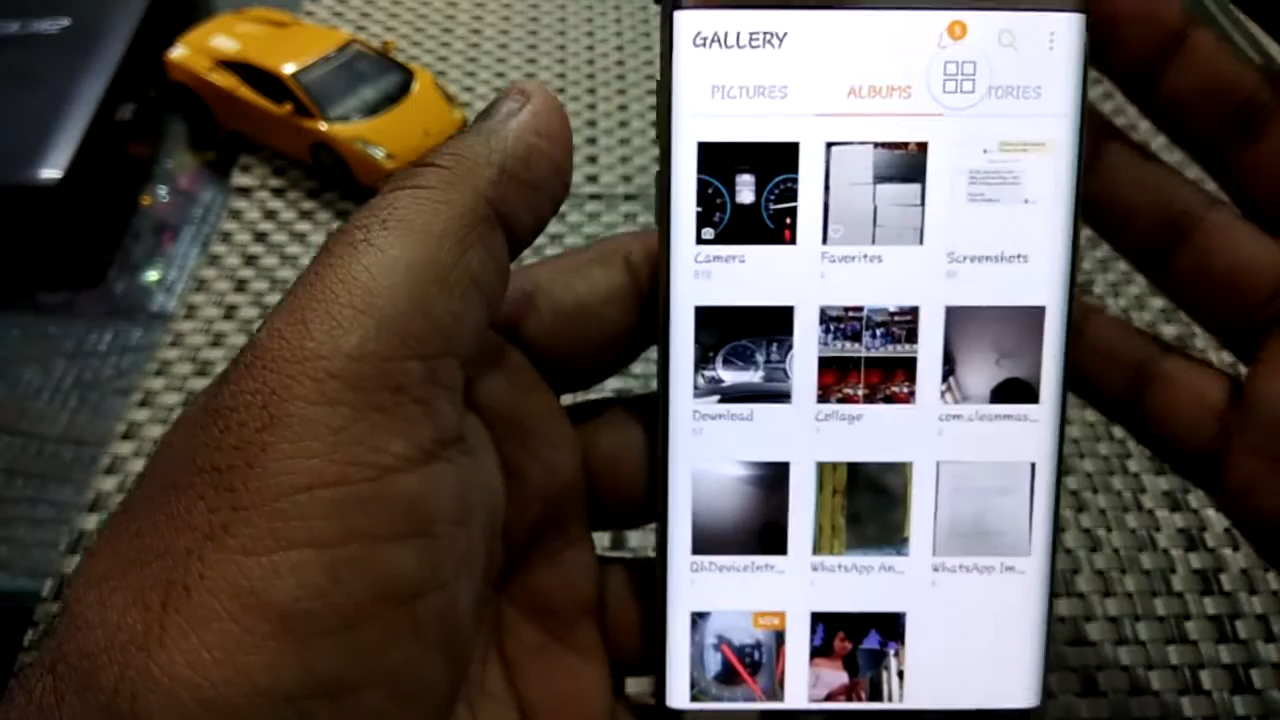 GALLERY
PICTURES ALBUMS TORIES
Camera Favorites Screenshots
Download Collage com.cleanmas...
QhDeviceIntr... WhatsApp An... WhatsApp Im...
NEW